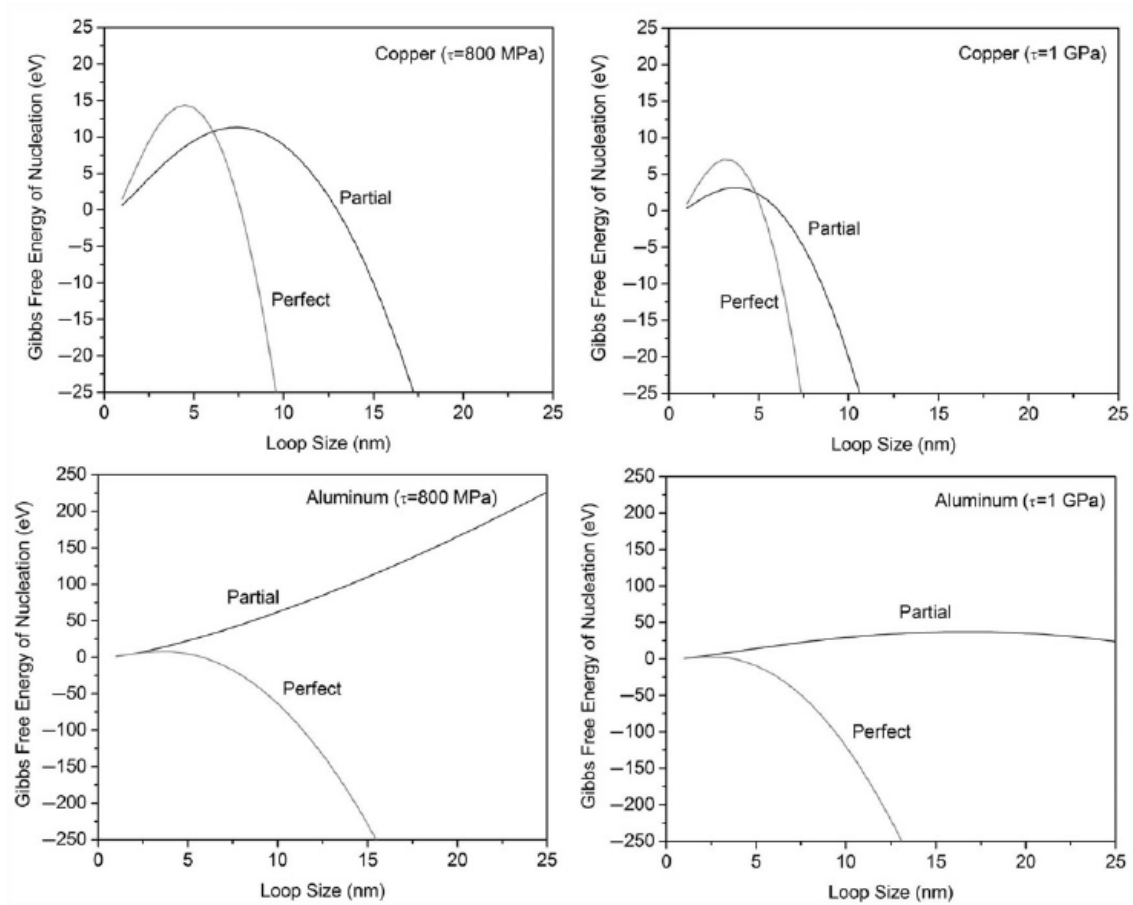 Copper (τ=800 MPa)
Gibbs Free Energy of Nucleation (eV)
25
20
15
10
5
0
−5
−10
−15
−20
−25
Partial
Perfect
0 5 10 15 20 25
Loop Size (nm)
Copper (τ=1 GPa)
Gibbs Free Energy of Nucleation (eV)
25
20
15
10
5
0
−5
−10
−15
−20
−25
Partial
Perfect
0 5 10 15 20 25
Loop Size (nm)
Aluminum (τ=800 MPa)
Gibbs Free Energy of Nucleation (eV)
250
200
150
100
50
0
−50
−100
−150
−200
−250
Partial
Perfect
0 5 10 15 20 25
Loop Size (nm)
Aluminum (τ=1 GPa)
Gibbs Free Energy of Nucleation (eV)
250
200
150
100
50
0
−50
−100
−150
−200
−250
Partial
Perfect
0 5 10 15 20 25
Loop Size (nm)